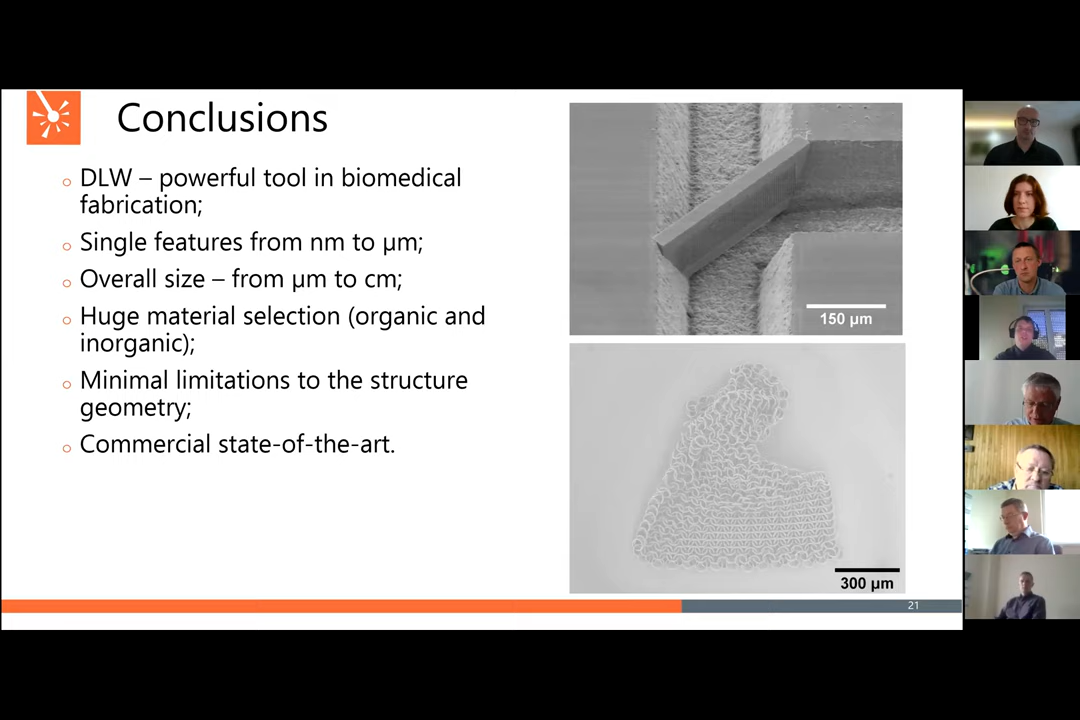 Conclusions
DLW – powerful tool in biomedical
fabrication;
Single features from nm to µm;
Overall size – from µm to cm;
Huge material selection (organic and
inorganic);
Minimal limitations to the structure
geometry;
Commercial state-of-the-art.
150 µm
300 µm
21